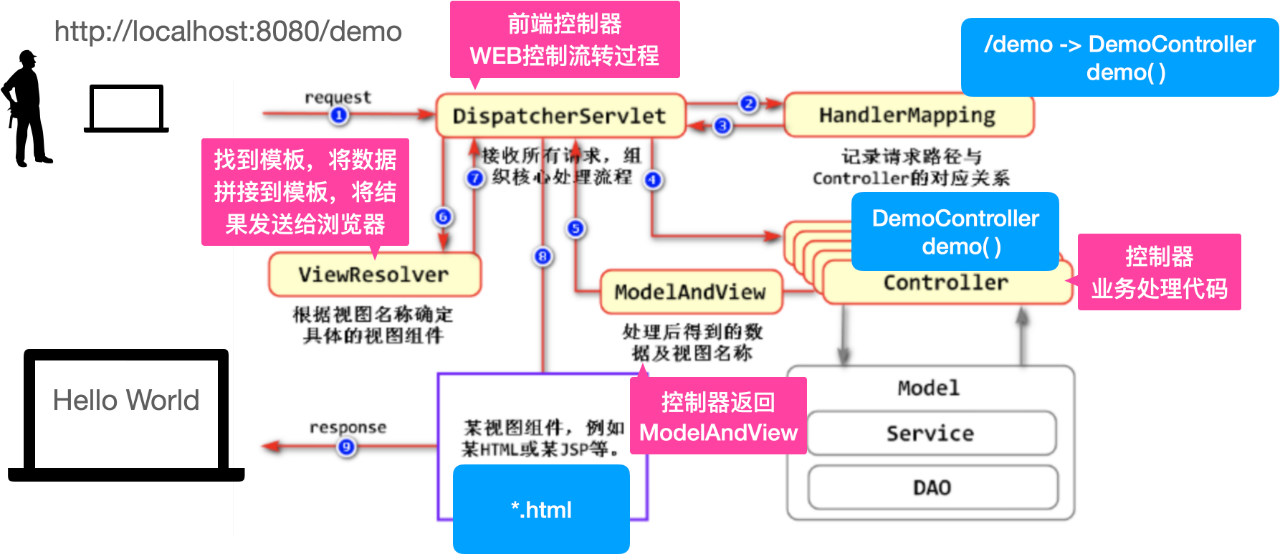 http://localhost:8080/demo
前端控制器
WEB控制流转过程
/demo -> DemoController
demo( )
request
1
DispatcherServlet
2
3
HandlerMapping
接收所有请求，组
织核心处理流程
记录请求路径与
Controller的对应关系
找到模板，将数据
拼接到模板，将结
果发送给浏览器
7
4
6
5
8
DemoController
demo( )
控制器
业务处理代码
ViewResolver
ModelAndView
Controller
根据视图名称确定
具体的视图组件
处理后得到的数
据及视图名称
Hello World
控制器返回
ModelAndView
Model
Service
DAO
response
9
某视图组件，例如
某HTML或某JSP等。
*.html